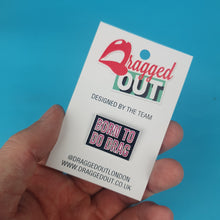 Dragged
OUT
DESIGNED BY THE TEAM
BORN TO
DO DRAG
@DRAGGEDOUTLONDON
WWW.DRAGGEDOUT.CO.UK